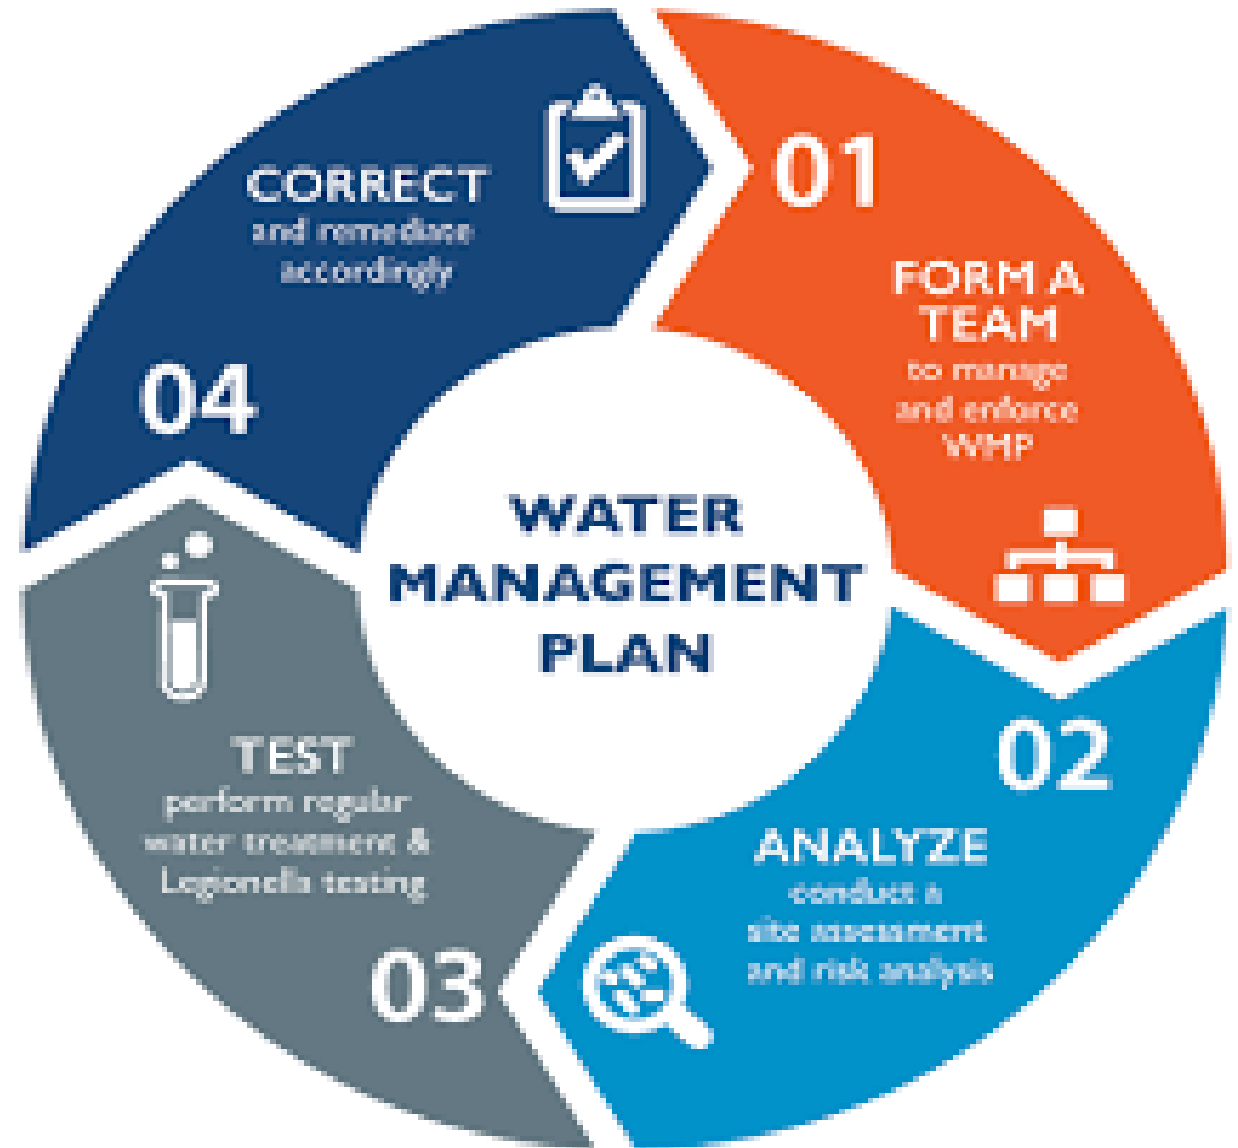 WATER
MANAGEMENT
PLAN
01
FORM A
TEAM
to manage
and enforce
WMP
02
ANALYZE
conduct a
site assessment
and risk analysis
03
TEST
perform regular
water treatment &
Legionella testing
04
CORRECT
and remediate
accordingly